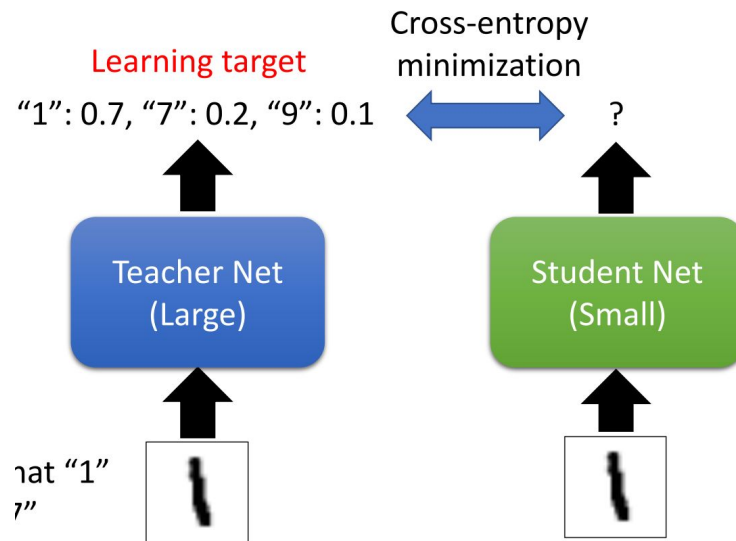 Cross-entropy
minimization
Learning target
“1”: 0.7, “7”: 0.2, “9”: 0.1
?
Teacher Net
(Large)
Student Net
(Small)
“1”